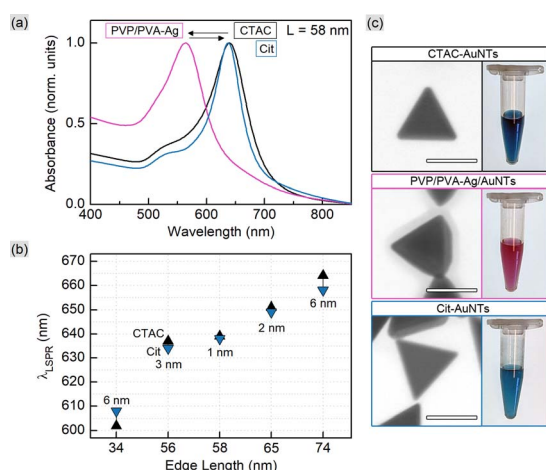 (a)
PVP/PVA-Ag
CTAC
Cit
L = 58 nm
Absorbance (norm. units)
1.0
0.5
0.0
400 500 600 700 800
Wavelength (nm)
(b)
λLSPR (nm)
670
660
650
640
630
620
610
600
CTAC
Cit
6 nm
3 nm
1 nm
2 nm
6 nm
34 56 58 65 74
Edge Length (nm)
(c)
CTAC-AuNTs
PVP/PVA-Ag/AuNTs
Cit-AuNTs